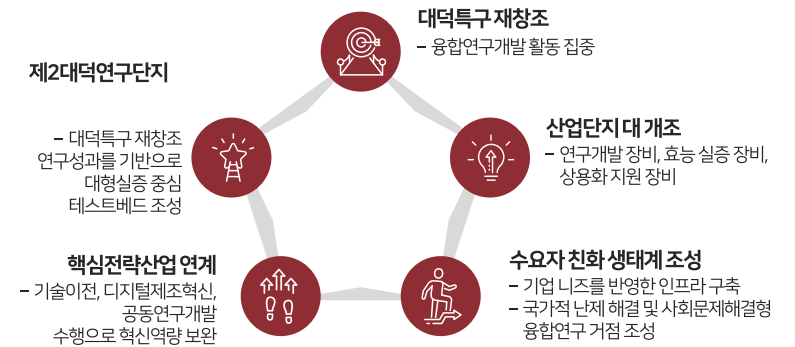 대덕특구 재창조
– 융합연구개발 활동 집중
산업단지 대 개조
– 연구개발 장비, 효능 실증 장비,
상용화 지원 장비
수요자 친화 생태계 조성
– 기업 니즈를 반영한 인프라 구축
– 국가적 난제 해결 및 사회문제해결형
융합연구 거점 조성
핵심전략산업 연계
– 기술이전, 디지털제조혁신,
공동연구개발
수행으로 혁신역량 보완
제2대덕연구단지
– 대덕특구 재창조
연구성과를 기반으로
대형실증 중심
테스트베드 조성